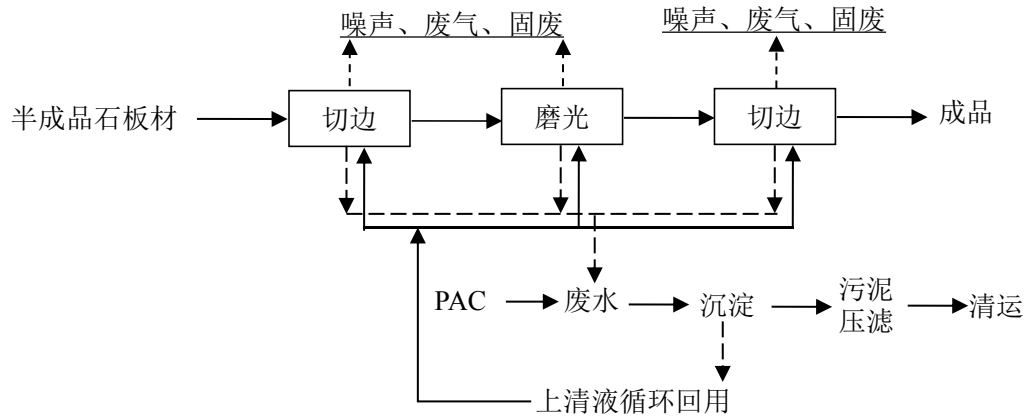 噪声、废气、固废
噪声、废气、固废
半成品石板材
切边
磨光
切边
成品
PAC
废水
沉淀
污泥
压滤
清运
上清液循环回用